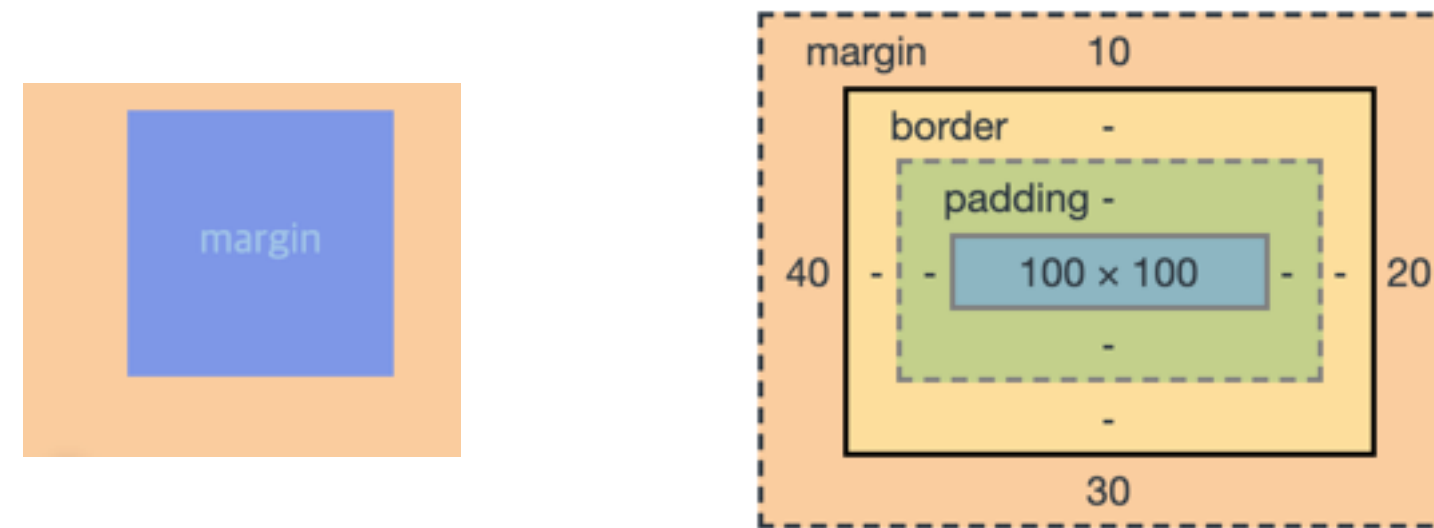 margin
margin 10
border -
padding -
40 - - 100 × 100 - - 20
-
-
30